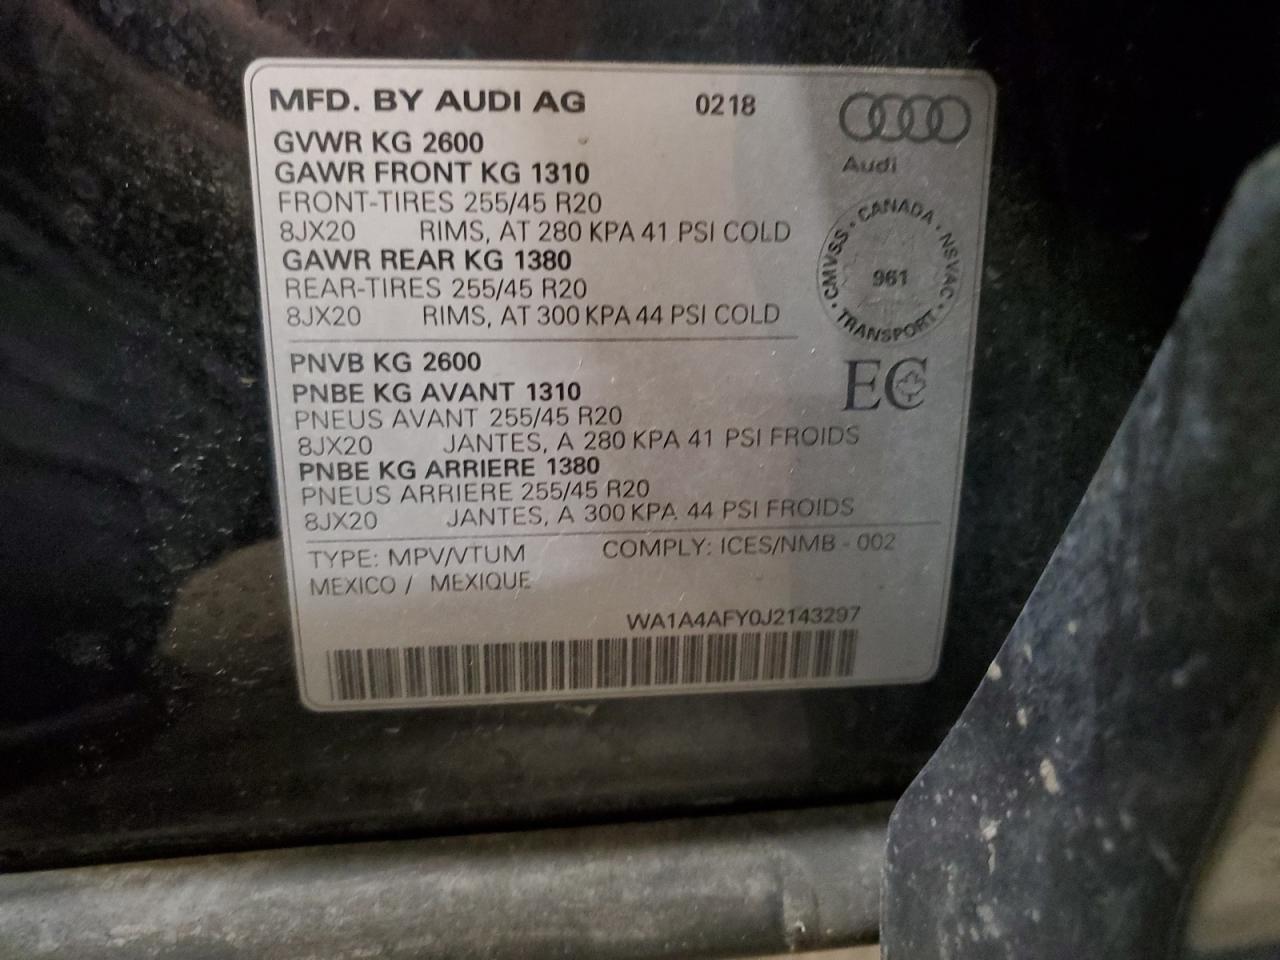 MFD. BY AUDI AG 0218
Audi
GVWR KG 2600
GAWR FRONT KG 1310
FRONT-TIRES 255/45 R20
8JX20 RIMS, AT 280 KPA 41 PSI COLD
GAWR REAR KG 1380
REAR-TIRES 255/45 R20
8JX20 RIMS, AT 300 KPA 44 PSI COLD
CMVSS · CANADA · NSVAC · TRANSPORT ·
961
PNVB KG 2600
PNBE KG AVANT 1310
PNEUS AVANT 255/45 R20
8JX20 JANTES, A 280 KPA 41 PSI FROIDS
PNBE KG ARRIERE 1380
PNEUS ARRIERE 255/45 R20
8JX20 JANTES, A 300 KPA 44 PSI FROIDS
EC
TYPE: MPV/VTUM COMPLY: ICES/NMB - 002
MEXICO / MEXIQUE
WA1A4AFY0J2143297